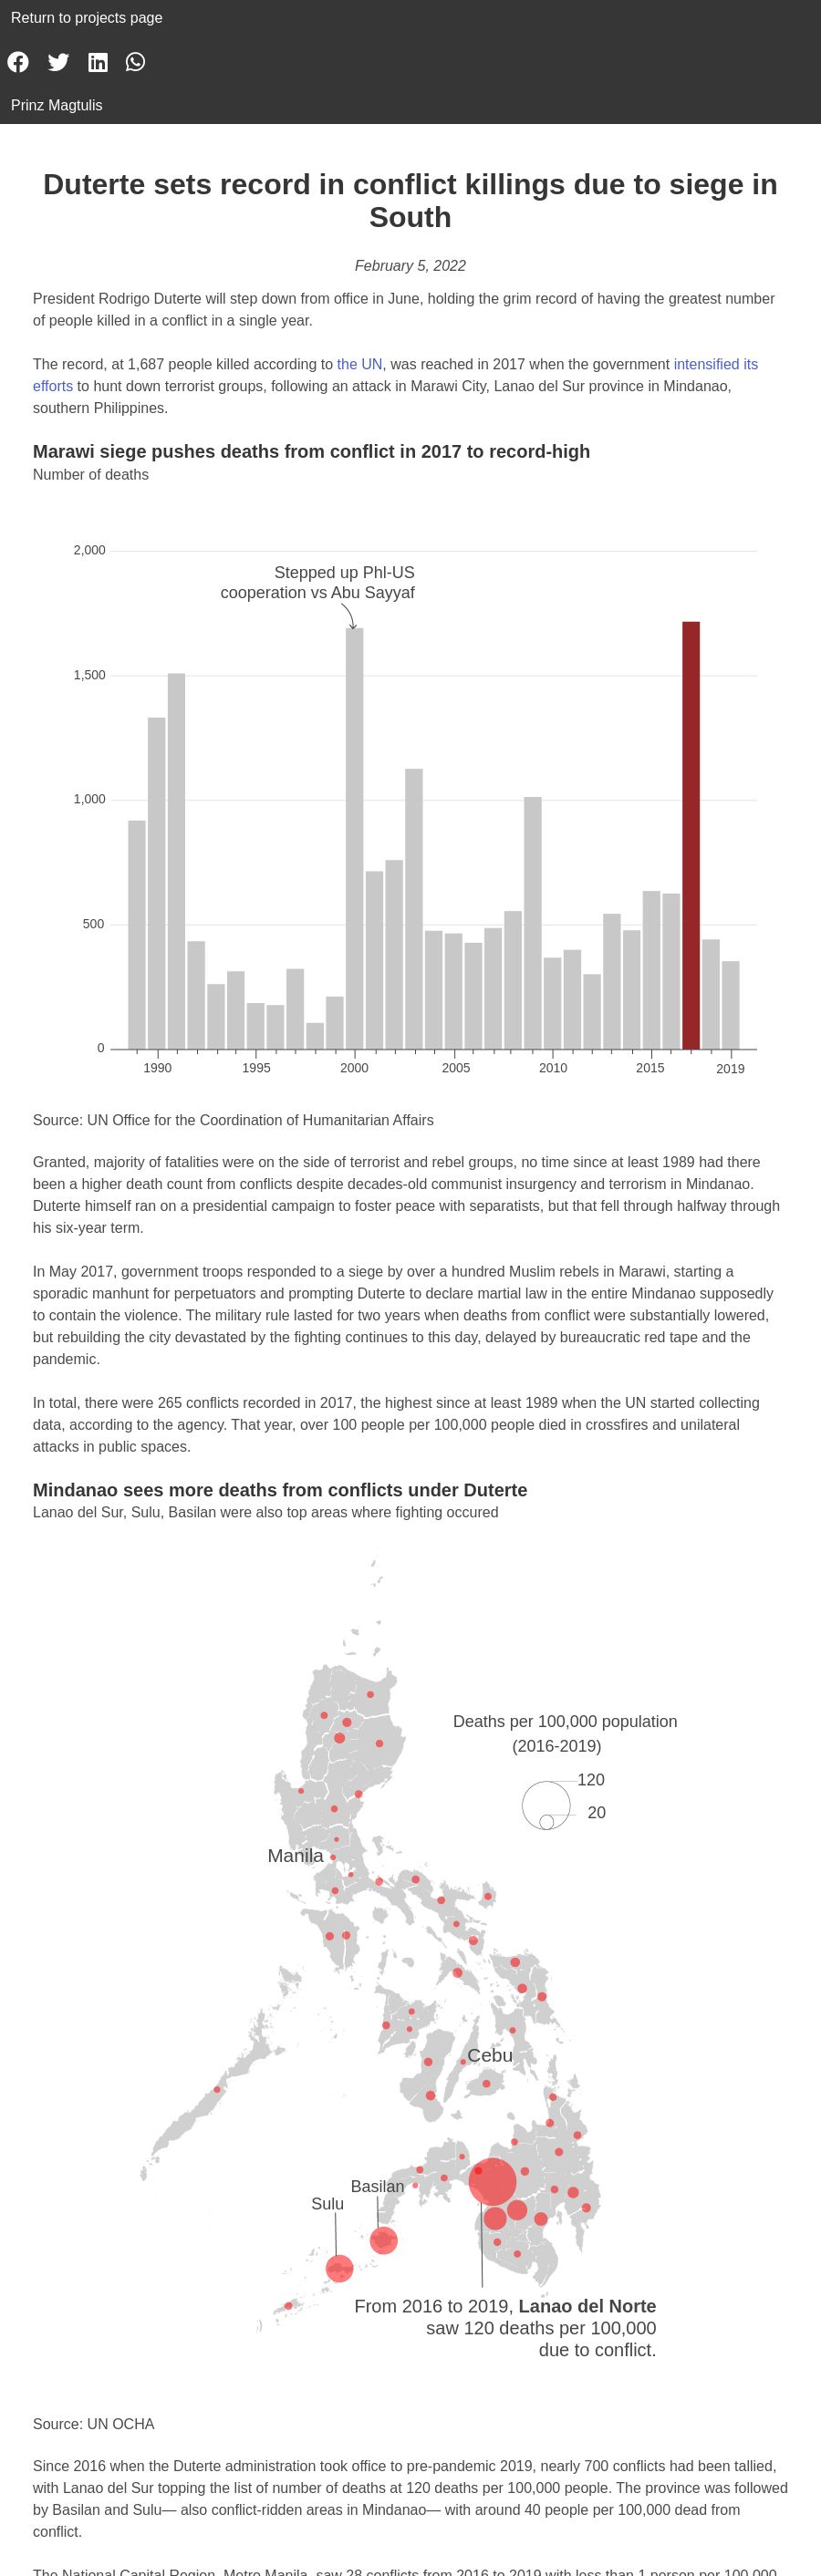 Return to projects page
Prinz Magtulis
Duterte sets record in conflict killings due to siege in
South
February 5, 2022
President Rodrigo Duterte will step down from office in June, holding the grim record of having the greatest number
of people killed in a conflict in a single year.
The record, at 1,687 people killed according to the UN, was reached in 2017 when the government intensified its
efforts to hunt down terrorist groups, following an attack in Marawi City, Lanao del Sur province in Mindanao,
southern Philippines.
Marawi siege pushes deaths from conflict in 2017 to record-high
Number of deaths
2,000
Stepped up Phl-US
cooperation vs Abu Sayyaf
1,500
1,000
500
0
1990 1995 2000 2005 2010 2015 2019
Source: UN Office for the Coordination of Humanitarian Affairs
Granted, majority of fatalities were on the side of terrorist and rebel groups, no time since at least 1989 had there
been a higher death count from conflicts despite decades-old communist insurgency and terrorism in Mindanao.
Duterte himself ran on a presidential campaign to foster peace with separatists, but that fell through halfway through
his six-year term.
In May 2017, government troops responded to a siege by over a hundred Muslim rebels in Marawi, starting a
sporadic manhunt for perpetuators and prompting Duterte to declare martial law in the entire Mindanao supposedly
to contain the violence. The military rule lasted for two years when deaths from conflict were substantially lowered,
but rebuilding the city devastated by the fighting continues to this day, delayed by bureaucratic red tape and the
pandemic.
In total, there were 265 conflicts recorded in 2017, the highest since at least 1989 when the UN started collecting
data, according to the agency. That year, over 100 people per 100,000 people died in crossfires and unilateral
attacks in public spaces.
Mindanao sees more deaths from conflicts under Duterte
Lanao del Sur, Sulu, Basilan were also top areas where fighting occured
Deaths per 100,000 population
(2016-2019)
120
20
Manila
Cebu
Basilan
Sulu
From 2016 to 2019, Lanao del Norte
saw 120 deaths per 100,000
due to conflict.
Source: UN OCHA
Since 2016 when the Duterte administration took office to pre-pandemic 2019, nearly 700 conflicts had been tallied,
with Lanao del Sur topping the list of number of deaths at 120 deaths per 100,000 people. The province was followed
by Basilan and Sulu— also conflict-ridden areas in Mindanao— with around 40 people per 100,000 dead from
conflict.
The National Capital Region, Metro Manila, saw 28 conflicts from 2016 to 2019 with less than 1 person per 100,000